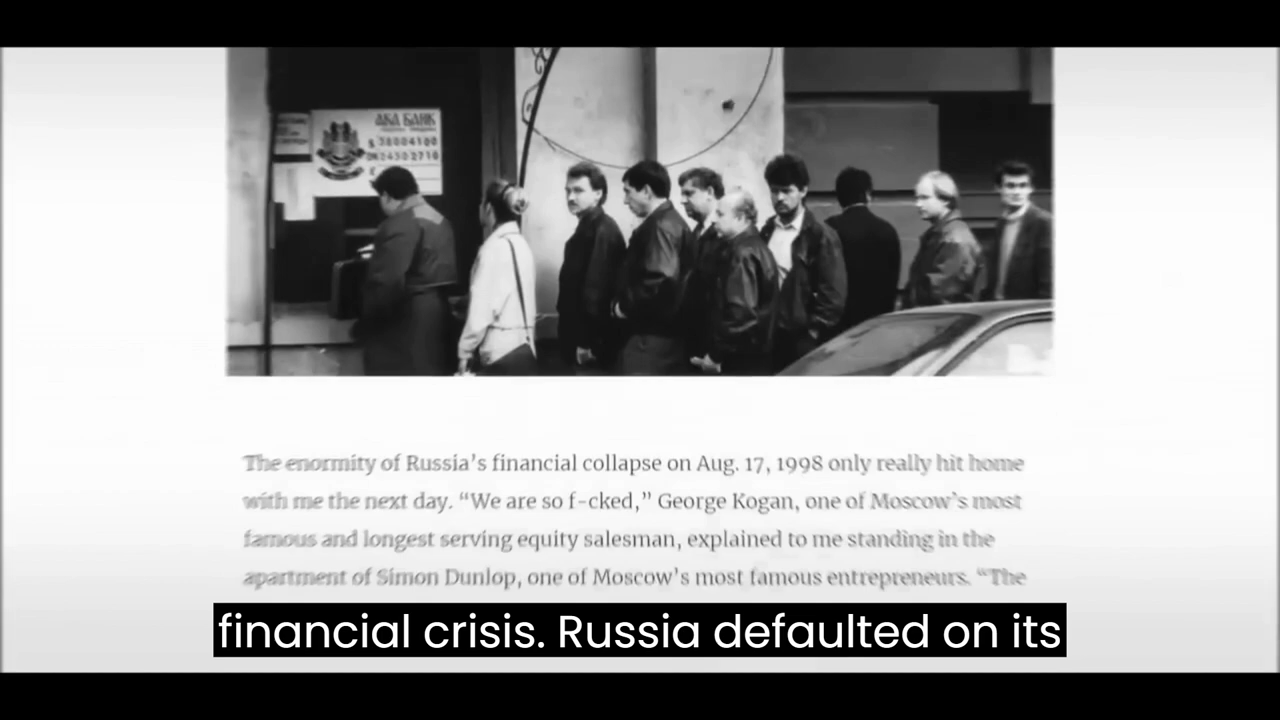 АКА БАНК
The enormity of Russia's financial collapse on Aug. 17, 1998 only really hit home
with me the next day. “We are so f-cked,” George Kogan, one of Moscow's most
famous and longest serving equity salesman, explained to me standing in the
apartment of Simon Dunlop, one of Moscow's most famous entrepreneurs. “The
financial crisis. Russia defaulted on its